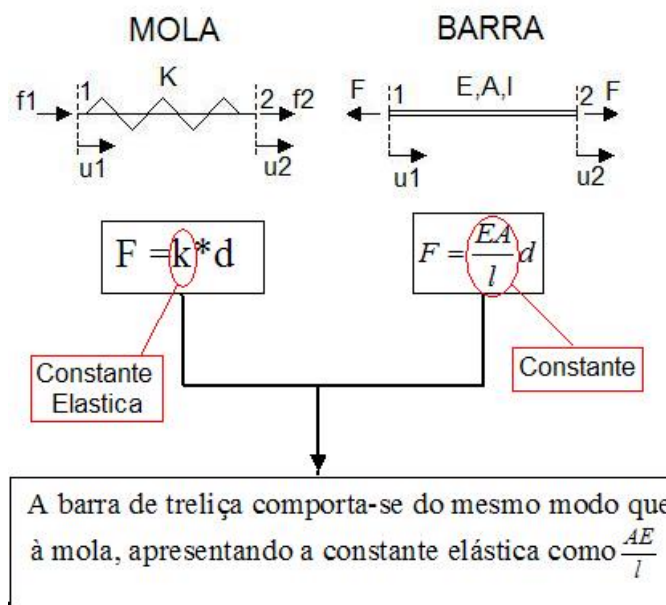 MOLA BARRA
K E,A,l
f1 1 2 f2 F 1 2 F
u1 u2 u1 u2
F =k*d F = EA/l d
Constante
Elastica
Constante
A barra de treliça comporta-se do mesmo modo que
à mola, apresentando a constante elástica como AE/l